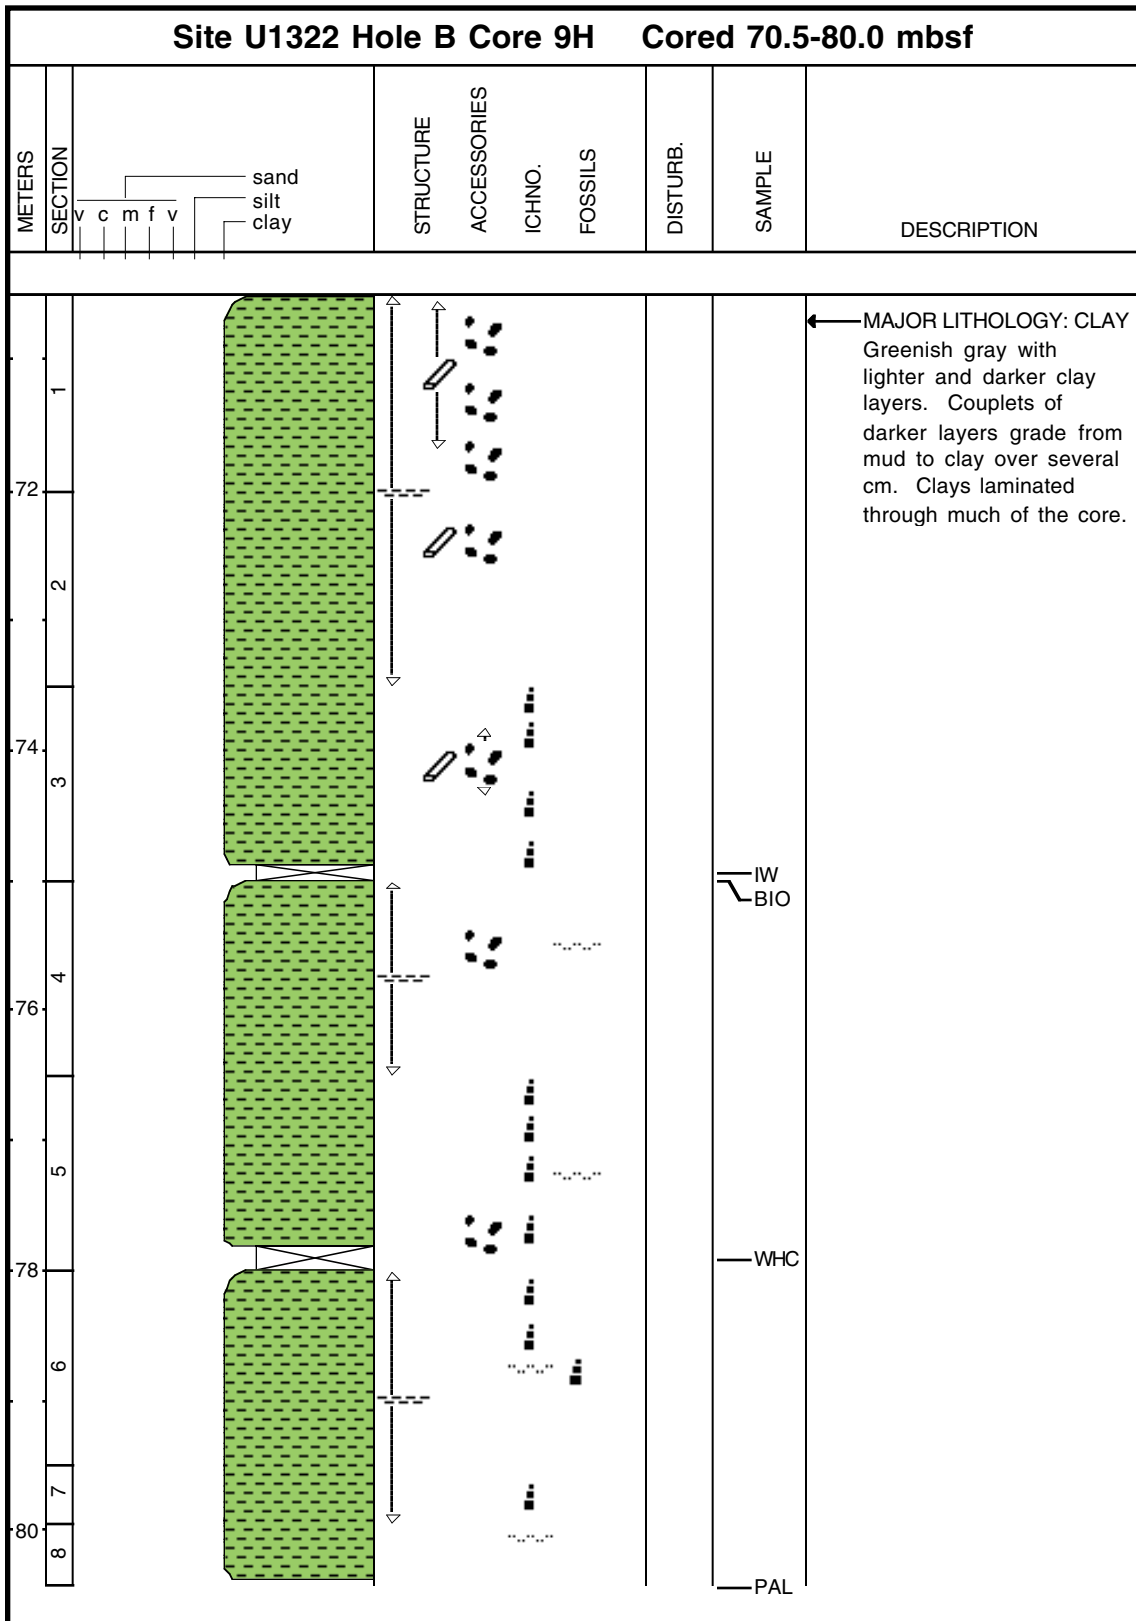 Site U1322 Hole B Core 9H Cored 70.5-80.0 mbsf
METERS
SECTION
v c m f v
sand
silt
clay
STRUCTURE
ACCESSORIES
ICHNO.
FOSSILS
DISTURB.
SAMPLE
DESCRIPTION
MAJOR LITHOLOGY: CLAY
Greenish gray with
lighter and darker clay
layers. Couplets of
darker layers grade from
mud to clay over several
cm. Clays laminated
through much of the core.
1
72
2
74
3
IW
BIO
4
76
5
WHC
78
6
7
80
8
PAL